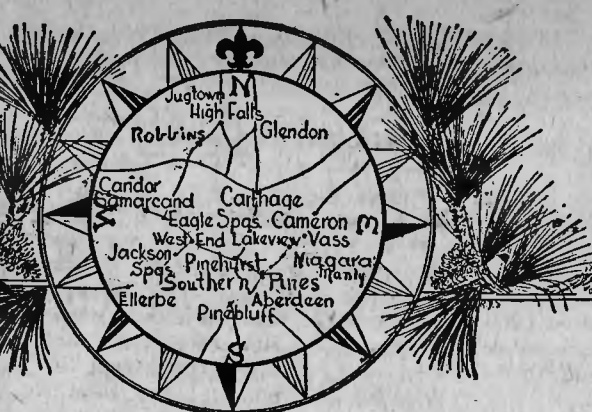 N
Jugtown
High Falls
Robbins Glendon
Candor
Samarcand Carthage
Eagle Spgs. Cameron E
West End Lakeview Vass
Jackson Pinehurst Niagara
Spgs. Manly
Southern Pines
Ellerbe Aberdeen
Pinebluff
S